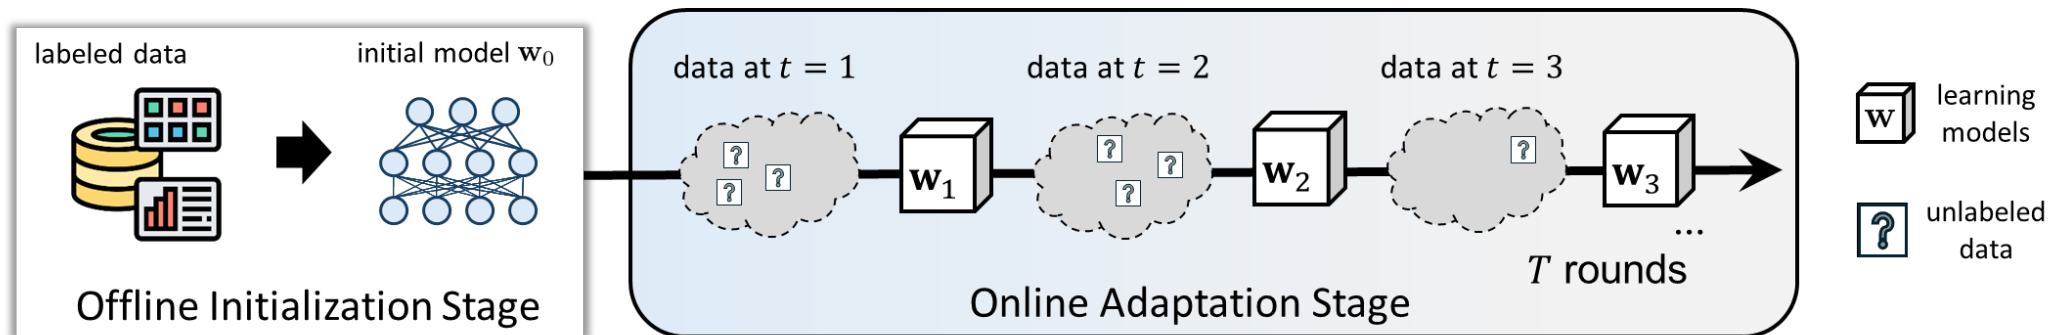 labeled data
initial model w₀
Offline Initialization Stage
data at t = 1
data at t = 2
data at t = 3
?
?
?
w₁
?
?
?
w₂
?
w₃
...
T rounds
Online Adaptation Stage
w
learning
models
?
unlabeled
data